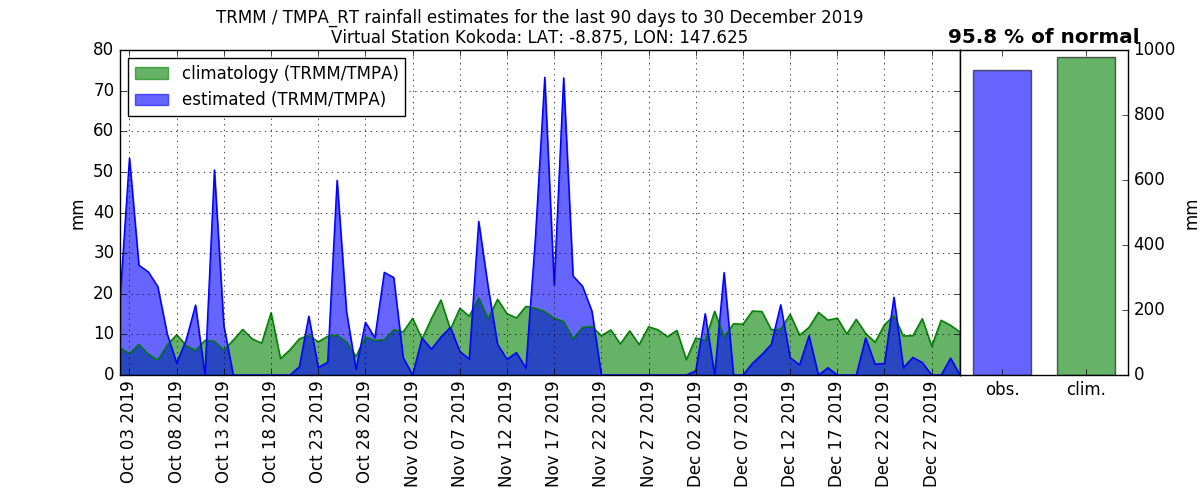 TRMM / TMPA_RT rainfall estimates for the last 90 days to 30 December 2019
Virtual Station Kokoda: LAT: -8.875, LON: 147.625
95.8 % of normal
climatology (TRMM/TMPA)
estimated (TRMM/TMPA)
mm
80
70
60
50
40
30
20
10
0
Oct 03 2019
Oct 08 2019
Oct 13 2019
Oct 18 2019
Oct 23 2019
Oct 28 2019
Nov 02 2019
Nov 07 2019
Nov 12 2019
Nov 17 2019
Nov 22 2019
Nov 27 2019
Dec 02 2019
Dec 07 2019
Dec 12 2019
Dec 17 2019
Dec 22 2019
Dec 27 2019
obs.
clim.
1000
800
600
400
200
0
mm